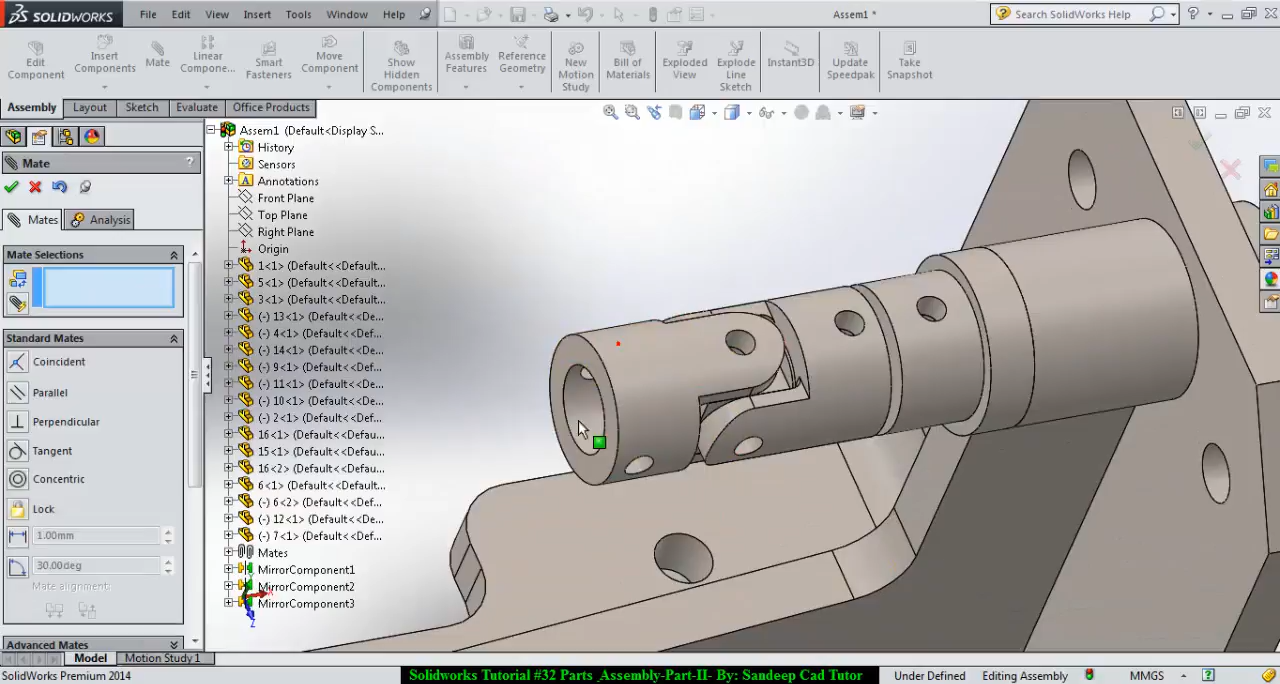 SOLIDWORKS File Edit View Insert Tools Window Help Assem1 * Search SolidWorks Help
Edit Component
Insert Components
Mate
Linear Compone...
Smart Fasteners
Move Component
Show Hidden Components
Assembly Features
Reference Geometry
New Motion Study
Bill of Materials
Exploded View
Explode Line Sketch
Instant3D
Update Speedpak
Take Snapshot
Assembly Layout Sketch Evaluate Office Products
Mate ?
Mates Analysis
Mate Selections
Standard Mates
Coincident
Parallel
Perpendicular
Tangent
Concentric
Lock
1.00mm
30.00deg
Mate alignment:
Advanced Mates
Assem1 (Default<Display S...
History
Sensors
Annotations
Front Plane
Top Plane
Right Plane
Origin
1<1> (Default<<Default...
5<1> (Default<<Default...
3<1> (Default<<Default...
(-) 13<1> (Default<<De...
(-) 4<1> (Default<<Def...
(-) 14<1> (Default<<De...
(-) 9<1> (Default<<Def...
(-) 11<1> (Default<<De...
(-) 10<1> (Default<<De...
(-) 2<1> (Default<<Def...
16<1> (Default<<Defaul...
15<1> (Default<<Defaul...
16<2> (Default<<Defaul...
6<1> (Default<<Default...
(-) 6<2> (Default<<Def...
(-) 12<1> (Default<<De...
(-) 7<1> (Default<<Def...
Mates
MirrorComponent1
MirrorComponent2
MirrorComponent3
Z
Model Motion Study 1
SolidWorks Premium 2014 Solidworks Tutorial #32 Parts Assembly-Part-II- By: Sandeep Cad Tutor Under Defined Editing Assembly MMGS